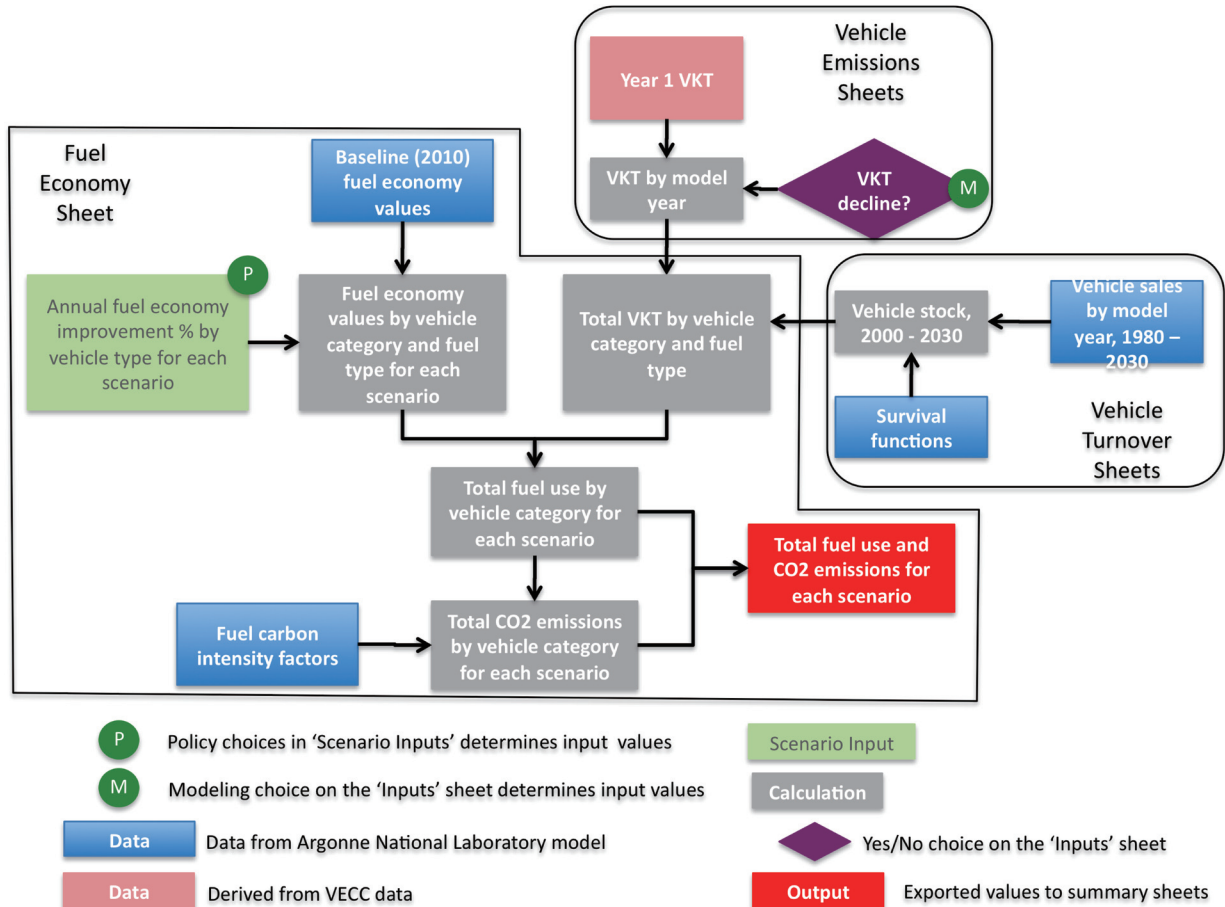 Vehicle
Emissions
Sheets
Year 1 VKT
VKT by model
year
VKT
decline?
M
Fuel
Economy
Sheet
Baseline (2010)
fuel economy
values
P
Annual fuel economy
improvement % by
vehicle type for each
scenario
Fuel economy
values by vehicle
category and fuel
type for each
scenario
Total VKT by vehicle
category and fuel
type
Vehicle stock,
2000 - 2030
Vehicle sales
by model
year, 1980 –
2030
Survival
functions
Vehicle
Turnover
Sheets
Total fuel use by
vehicle category for
each scenario
Total fuel use and
CO2 emissions for
each scenario
Fuel carbon
intensity factors
Total CO2 emissions
by vehicle category
for each scenario
P
Policy choices in ‘Scenario Inputs’ determines input values
Scenario Input
M
Modeling choice on the ‘Inputs’ sheet determines input values
Calculation
Data
Data from Argonne National Laboratory model
Yes/No choice on the ‘Inputs’ sheet
Data
Derived from VECC data
Output
Exported values to summary sheets